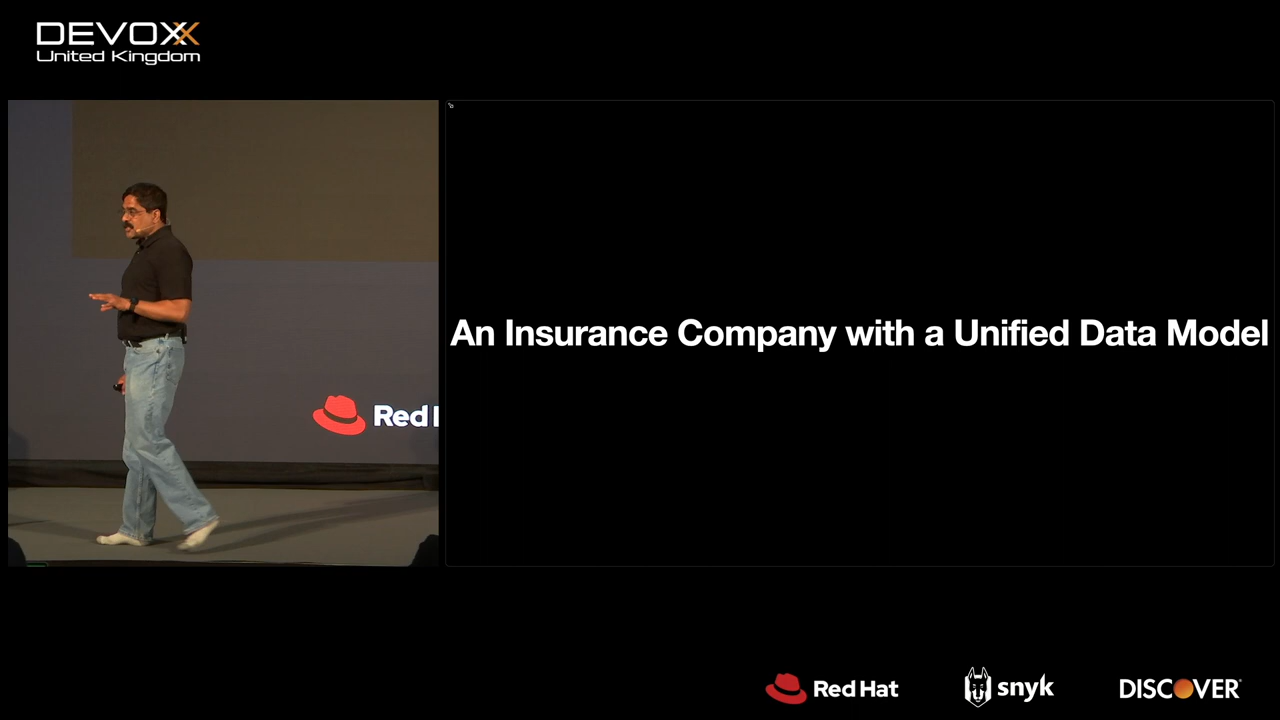 DEVOXX
United Kingdom
An Insurance Company with a Unified Data Model
Red
Red Hat
snyk
DISCOVER